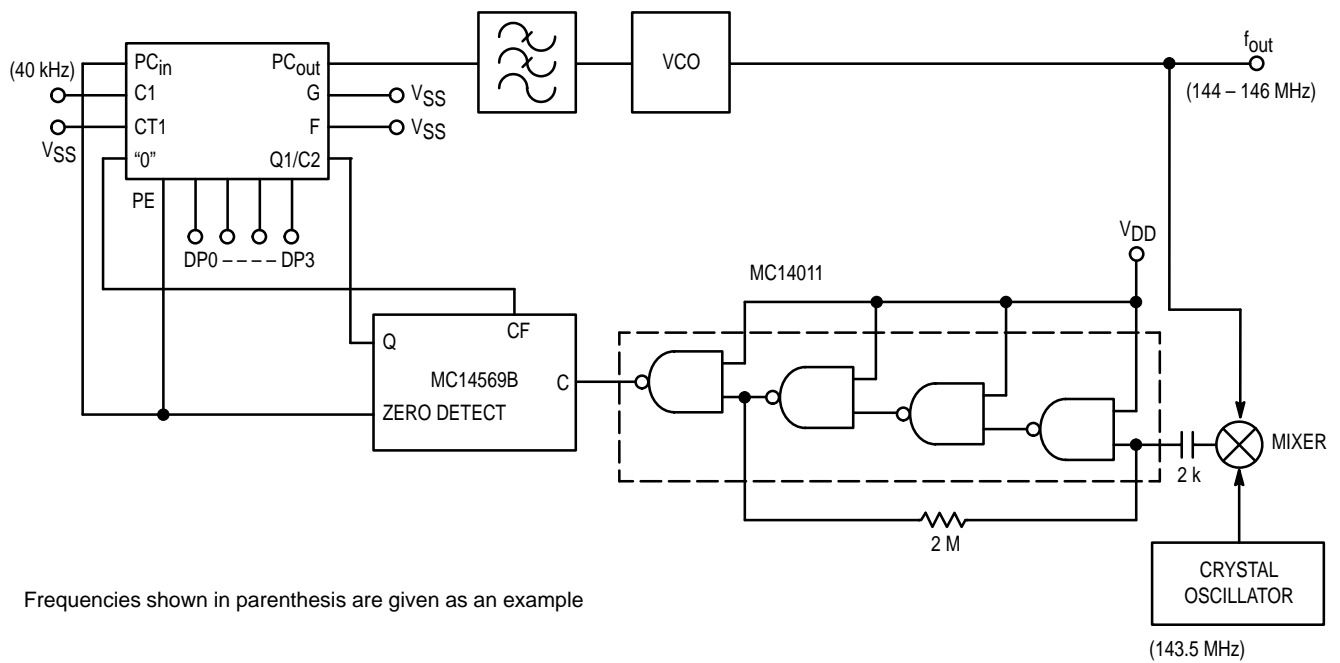 (40 kHz)
PCin
PCout
C1
G
VSS
CT1
F
VSS
VSS
"0"
Q1/C2
PE
DP0 – – – – DP3
VCO
fout
(144 – 146 MHz)
VDD
MC14011
CF
Q
MC14569B
C
ZERO DETECT
MIXER
2 k
2 M
CRYSTAL
OSCILLATOR
(143.5 MHz)
Frequencies shown in parenthesis are given as an example